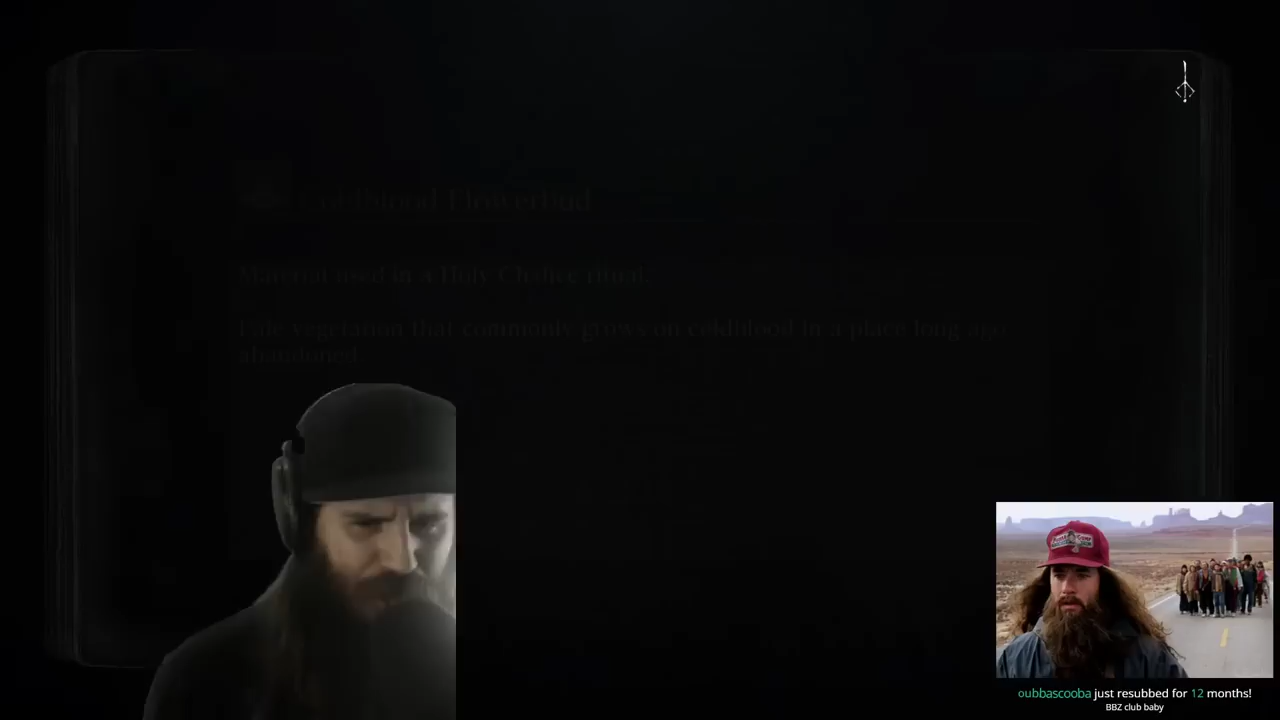 Coldblood Flowerbud
Material used in a Holy Chalice ritual.
Pale vegetation that commonly grows on coldblood in a place long ago
abandoned.
oubbascooba just resubbed for 12 months!
BBZ club baby